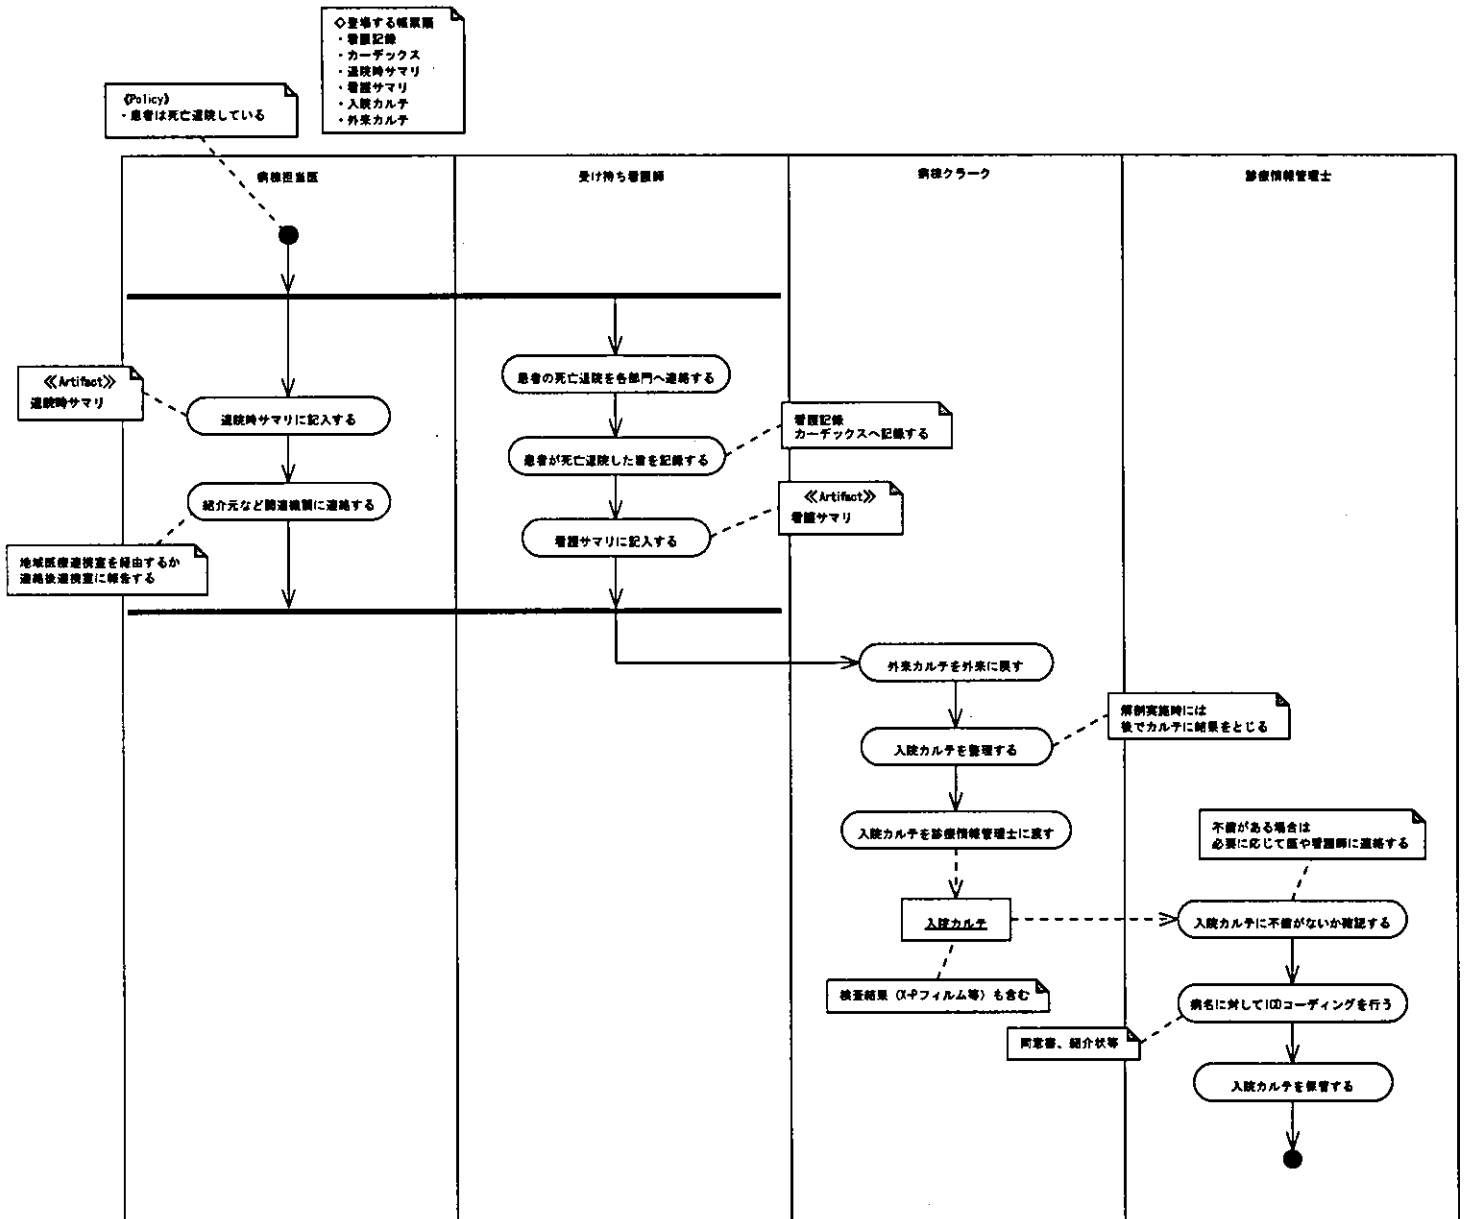 ◇登場する帳票類
・看護記録
・カーデックス
・退院時サマリ
・看護サマリ
・入院カルテ
・外来カルテ
《Policy》
・患者は死亡退院している
病棟担当医
受け持ち看護師
病棟クラーク
診療情報管理士
患者の死亡退院を各部門へ連絡する
≪Artifact≫
退院時サマリ
退院時サマリに記入する
看護記録
カーデックスへ記録する
患者が死亡退院した旨を記録する
紹介元など関連機関に連絡する
≪Artifact≫
看護サマリ
看護サマリに記入する
地域医療連携室を経由するか
連絡後連携室に報告する
外来カルテを外来に戻す
解剖実施時には
後でカルテに結果をとじる
入院カルテを整理する
入院カルテを診療情報管理士に渡す
不備がある場合は
必要に応じて医や看護師に連絡する
入院カルテ
入院カルテに不備がないか確認する
検査結果（X-Pフィルム等）も含む
病名に対してICDコーディングを行う
同意書、紹介状等
入院カルテを保管する